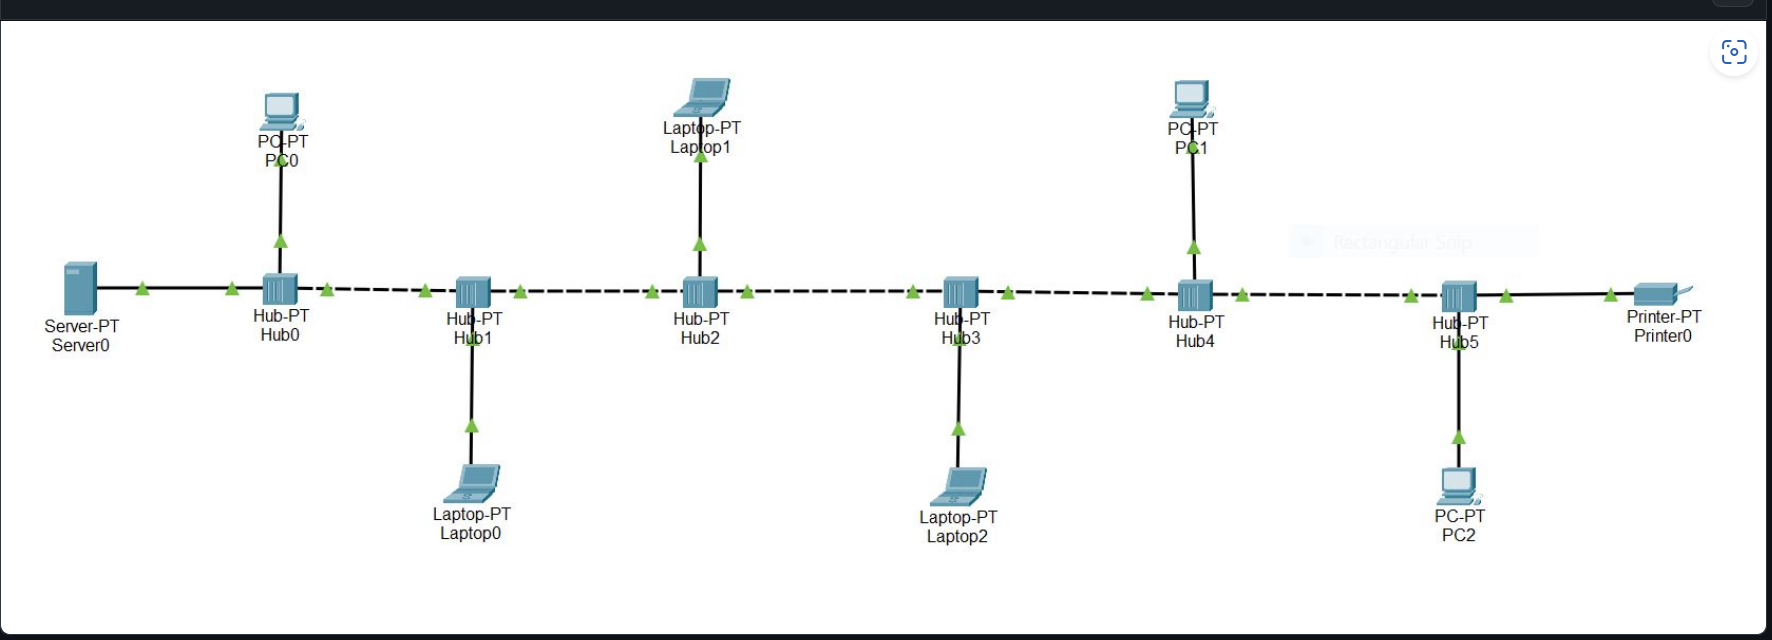 PC-PT
PC0
Laptop-PT
Laptop1
PC-PT
PC1
Rectangular Snip
Server-PT
Server0
Hub-PT
Hub0
Hub-PT
Hub1
Hub-PT
Hub2
Hub-PT
Hub3
Hub-PT
Hub4
Hub-PT
Hub5
Printer-PT
Printer0
Laptop-PT
Laptop0
Laptop-PT
Laptop2
PC-PT
PC2